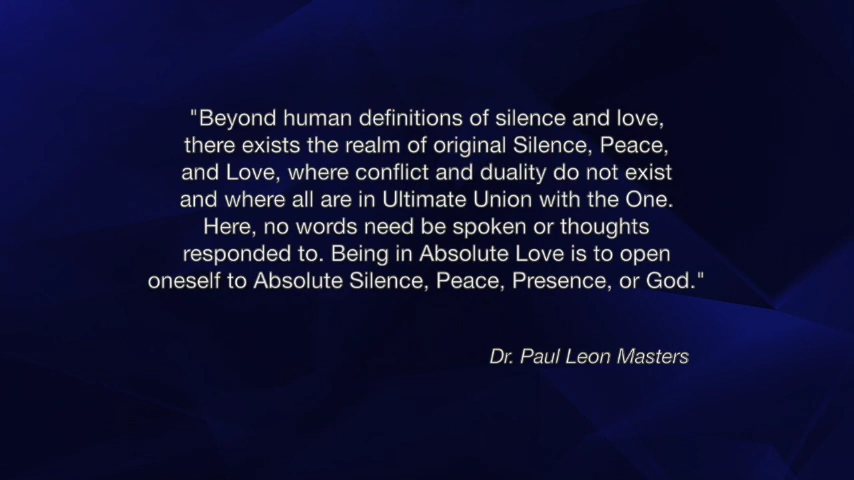 "Beyond human definitions of silence and love,
there exists the realm of original Silence, Peace,
and Love, where conflict and duality do not exist
and where all are in Ultimate Union with the One.
Here, no words need be spoken or thoughts
responded to. Being in Absolute Love is to open
oneself to Absolute Silence, Peace, Presence, or God."
Dr. Paul Leon Masters